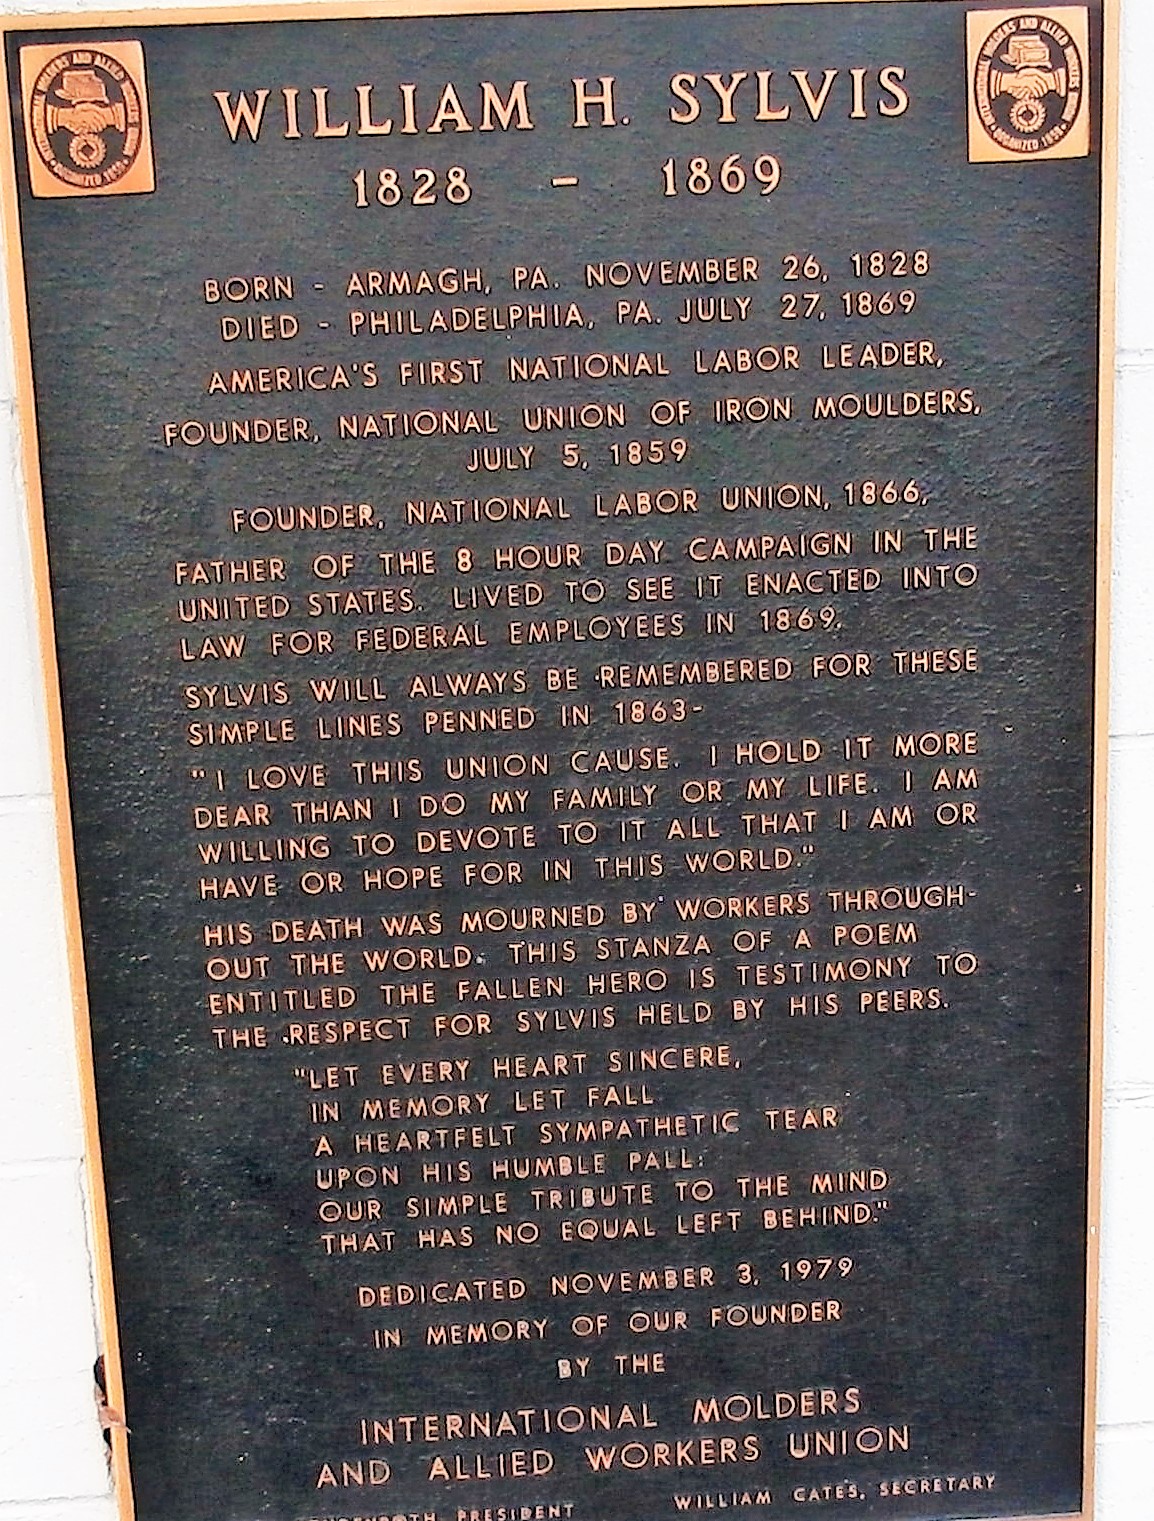 WILLIAM H. SYLVIS
1828 - 1869
BORN - ARMAGH, PA. NOVEMBER 26, 1828
DIED - PHILADELPHIA, PA. JULY 27, 1869
AMERICA'S FIRST NATIONAL LABOR LEADER,
FOUNDER, NATIONAL UNION OF IRON MOULDERS,
JULY 5, 1859
FOUNDER, NATIONAL LABOR UNION, 1866,
FATHER OF THE 8 HOUR DAY CAMPAIGN IN THE
UNITED STATES. LIVED TO SEE IT ENACTED INTO
LAW FOR FEDERAL EMPLOYEES IN 1869.
SYLVIS WILL ALWAYS BE REMEMBERED FOR THESE
SIMPLE LINES PENNED IN 1863-
"I LOVE THIS UNION CAUSE. I HOLD IT MORE
DEAR THAN I DO MY FAMILY OR MY LIFE. I AM
WILLING TO DEVOTE TO IT ALL THAT I AM OR
HAVE OR HOPE FOR IN THIS WORLD."
HIS DEATH WAS MOURNED BY WORKERS THROUGH-
OUT THE WORLD. THIS STANZA OF A POEM
ENTITLED THE FALLEN HERO IS TESTIMONY TO
THE RESPECT FOR SYLVIS HELD BY HIS PEERS.
"LET EVERY HEART SINCERE,
IN MEMORY LET FALL
A HEARTFELT SYMPATHETIC TEAR
UPON HIS HUMBLE PALL:
OUR SIMPLE TRIBUTE TO THE MIND
THAT HAS NO EQUAL LEFT BEHIND."
DEDICATED NOVEMBER 3, 1979
IN MEMORY OF OUR FOUNDER
BY THE
INTERNATIONAL MOLDERS
AND ALLIED WORKERS UNION
PRESIDENT WILLIAM CATES, SECRETARY